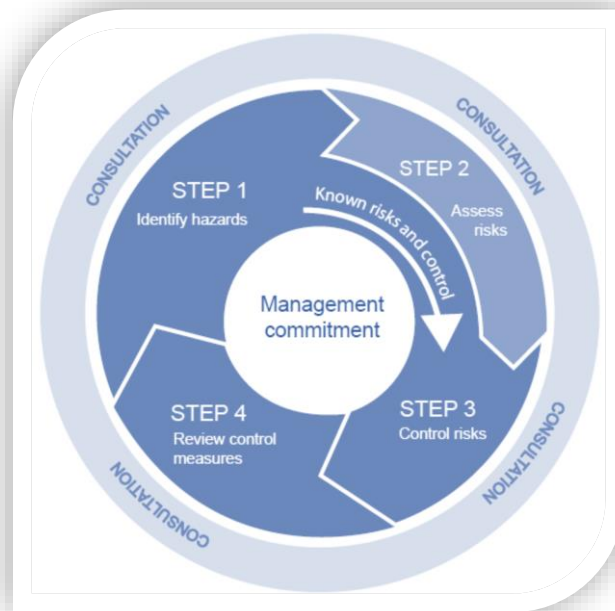 CONSULTATION
CONSULTATION
STEP 1
Identify hazards
STEP 2
Assess
risks
Known risks and control
Management
commitment
STEP 4
Review control
measures
STEP 3
Control risks
CONSULTATION
CONSULTATION